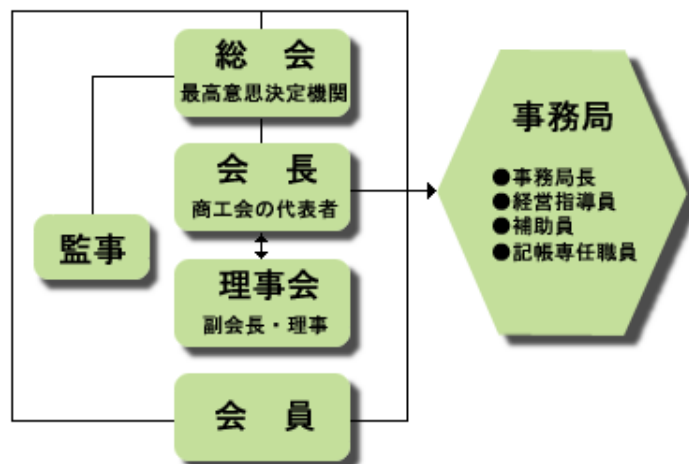 総　会
最高意思決定機関
会　長
商工会の代表者
監事
理事会
副会長・理事
会　員
事務局
●事務局長
●経営指導員
●補助員
●記帳専任職員